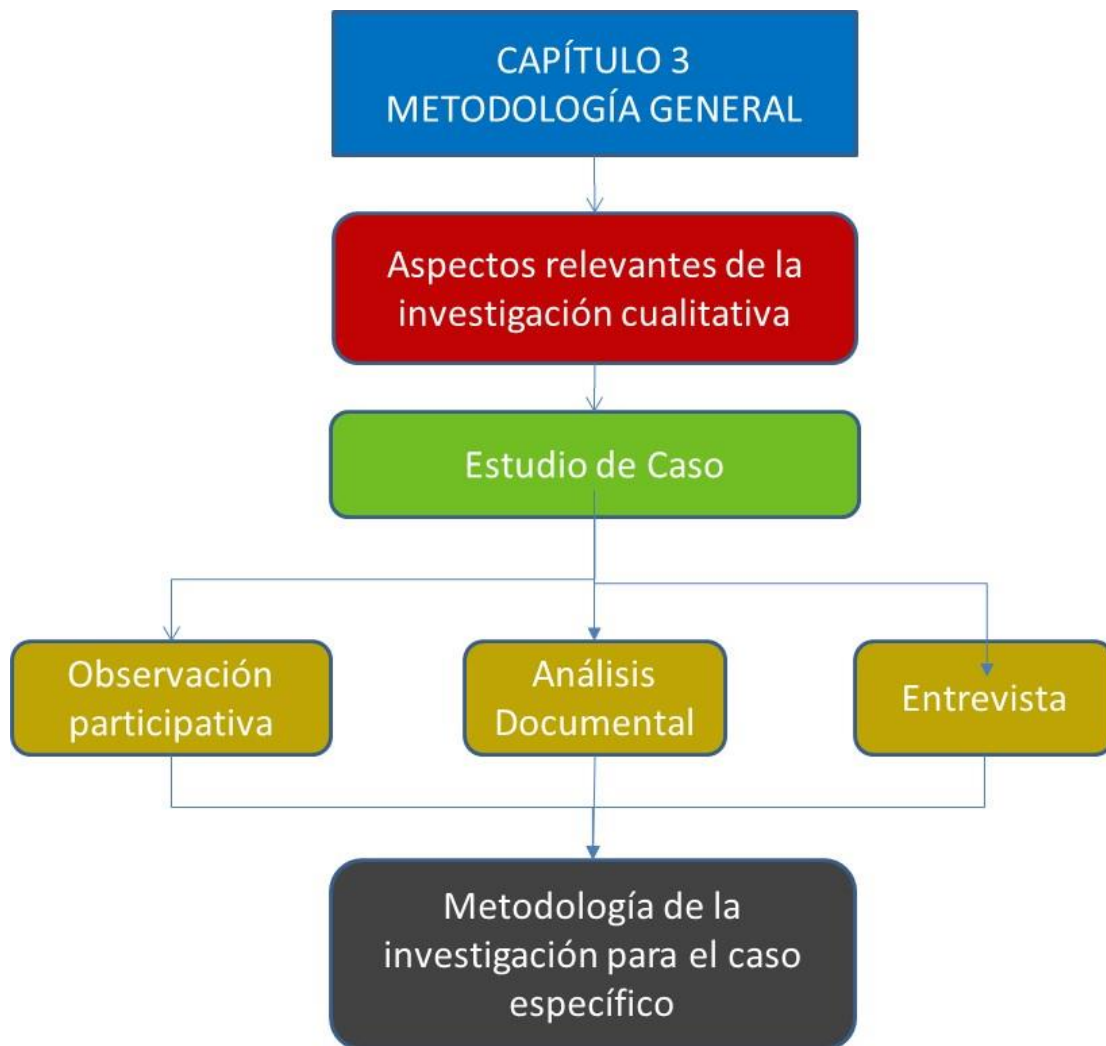 CAPÍTULO 3
METODOLOGÍA GENERAL
Aspectos relevantes de la
investigación cualitativa
Estudio de Caso
Observación
participativa
Análisis
Documental
Entrevista
Metodología de la
investigación para el caso
específico